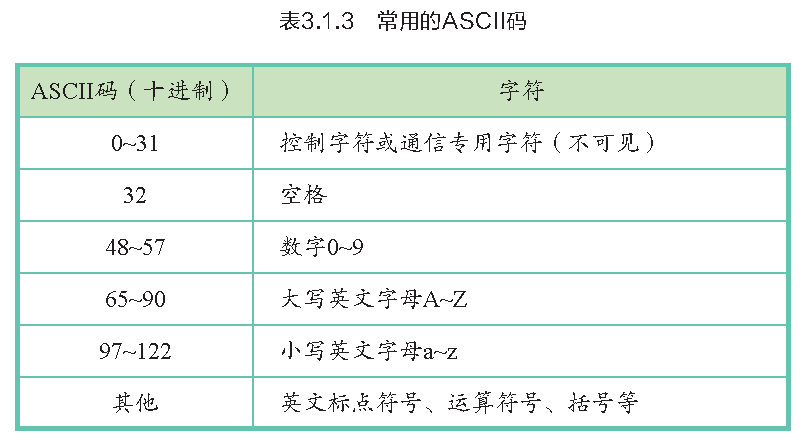 表3.1.3 常用的ASCII码
ASCII码（十进制） 字符
0~31 控制字符或通信专用字符（不可见）
32 空格
48~57 数字0~9
65~90 大写英文字母A~Z
97~122 小写英文字母a~z
其他 英文标点符号、运算符号、括号等